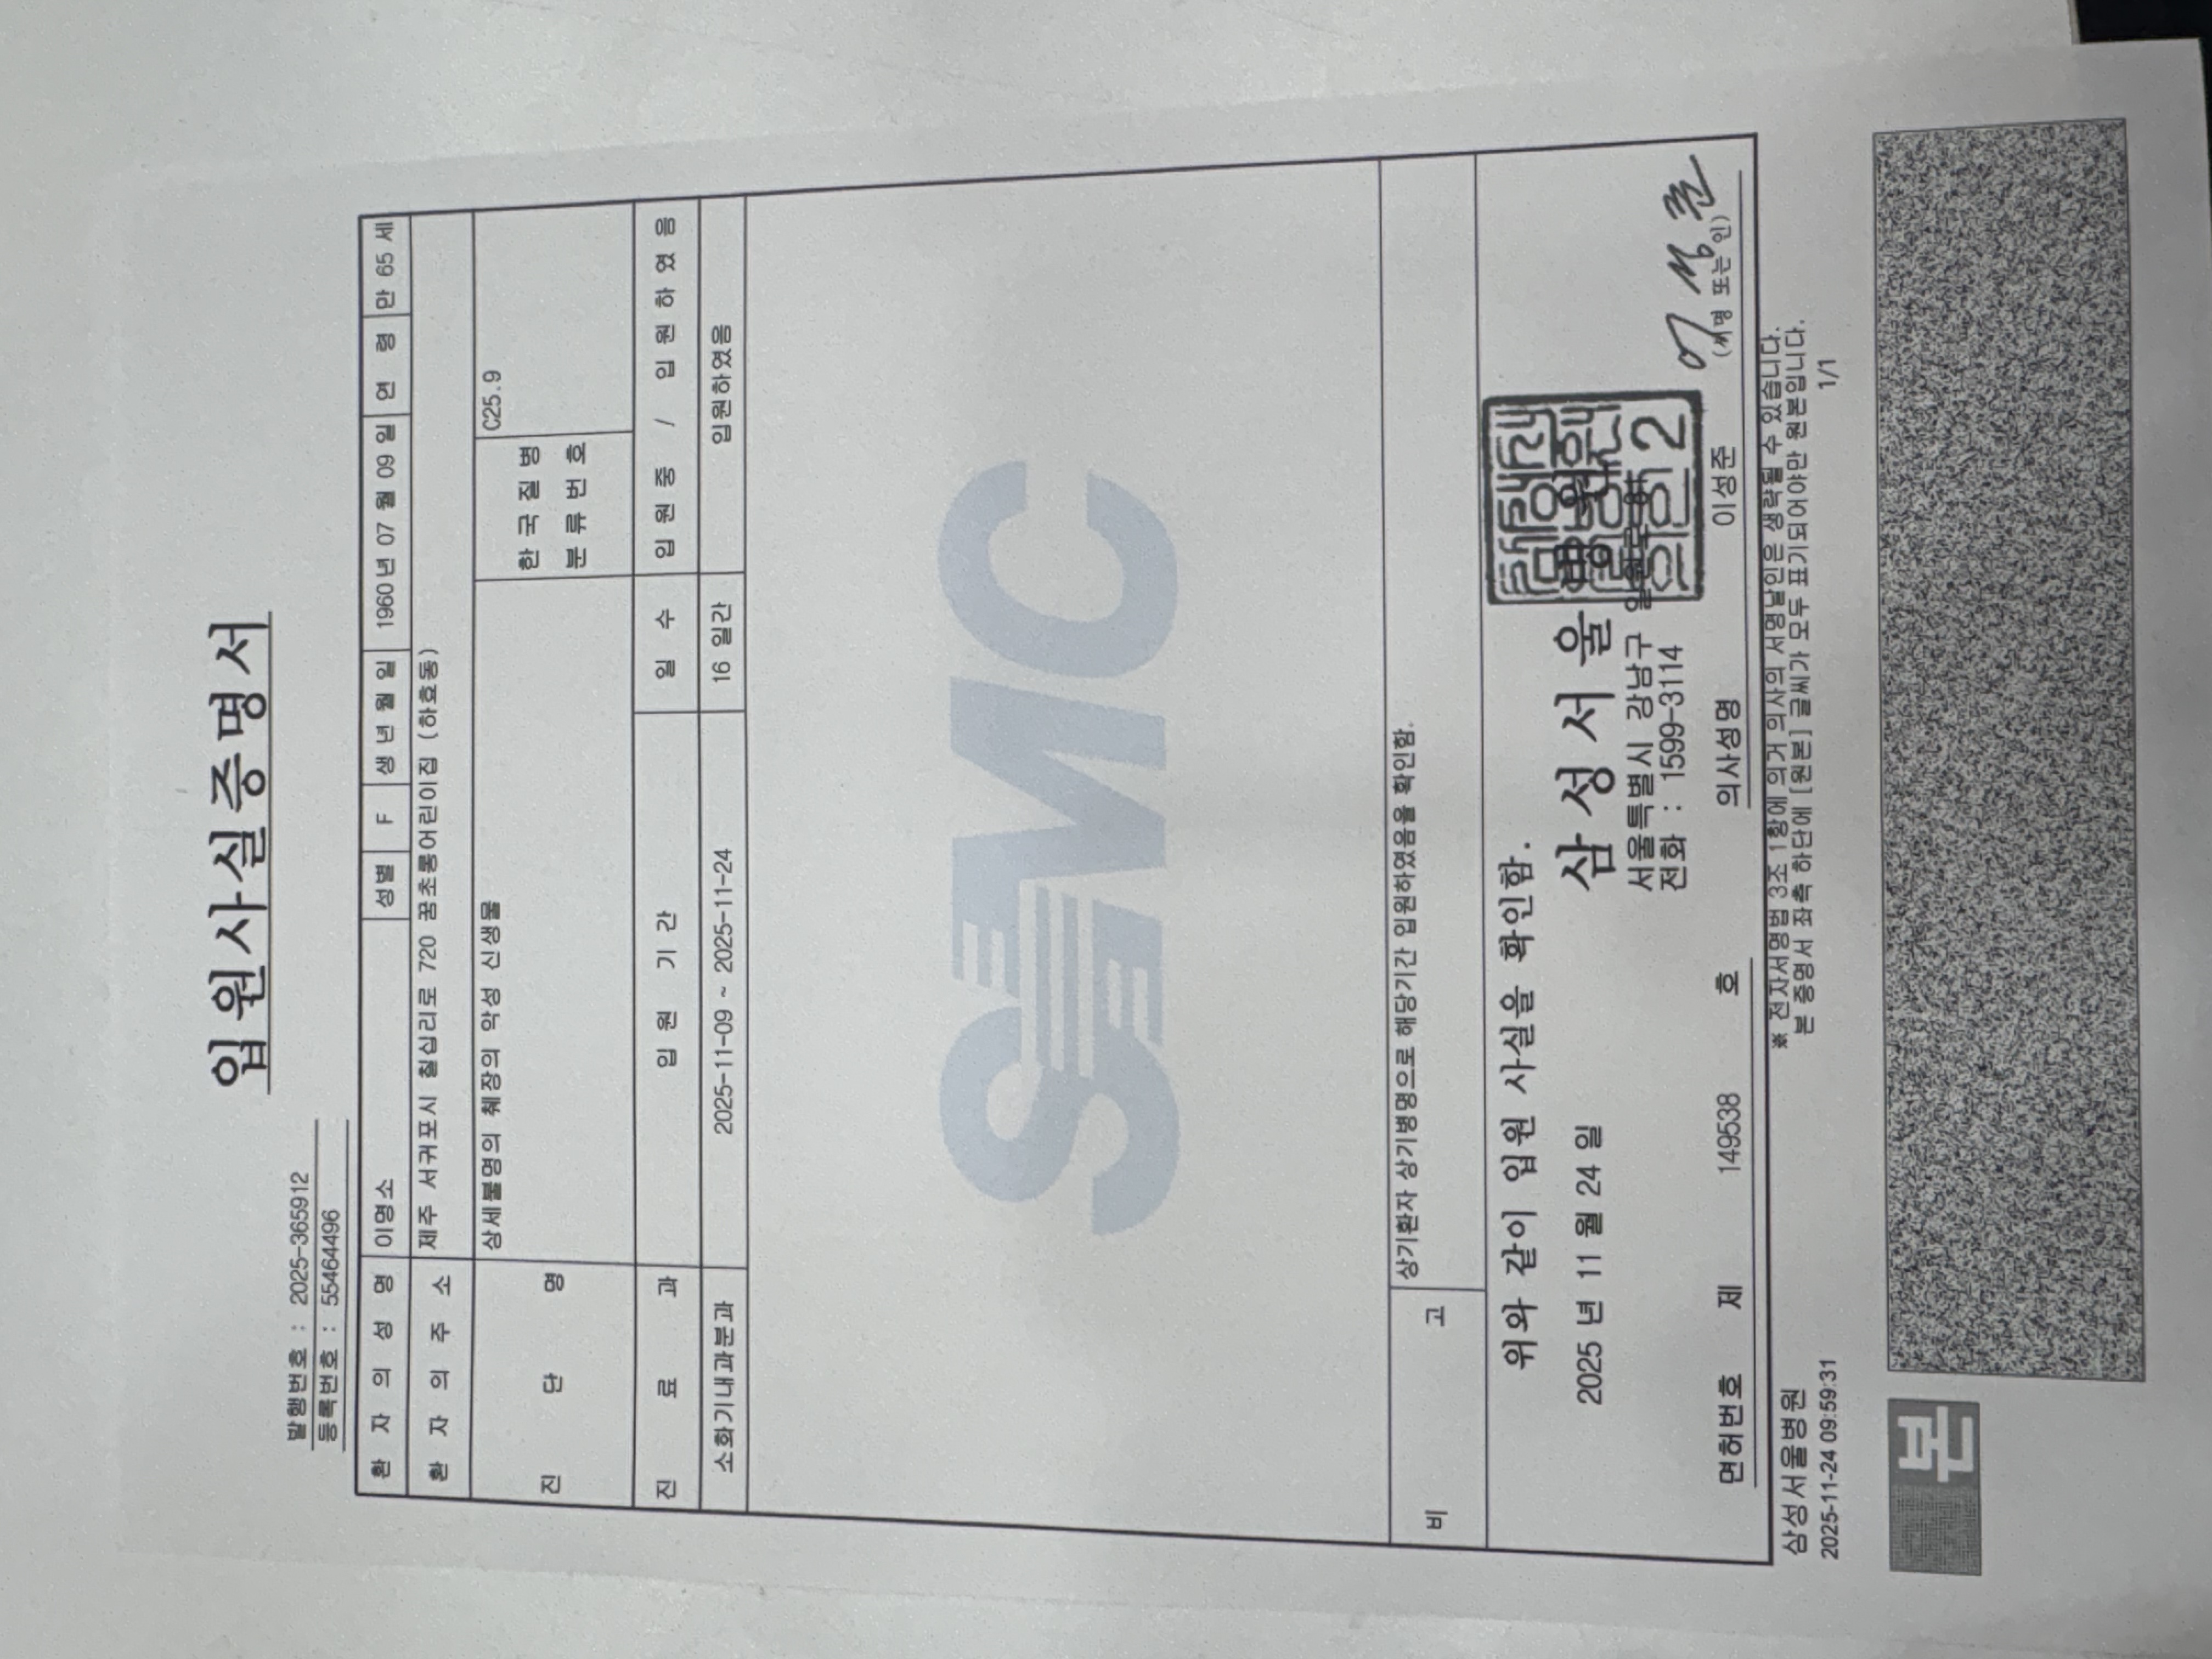 입원사실증명서
발행번호 : 2025-365912
등록번호 : 55464496
환자의 성명 이명소 성별 F 생년월일 1960년 07월 09일 연령 만 65 세
환자의 주소 제주 서귀포시 칠십리로 720 꿈초롱어린이집 (하효동)
진단명 상세불명의 췌장의 악성 신생물 한국질병 분류번호 C25.9
진료과 입원기간 일수 입원중 / 입원하였음
소화기내과분과 2025-11-09 ~ 2025-11-24 16 일간 입원하였음
SMC
비고 상기환자 상기병명으로 해당기간 입원하였음을 확인함.
위와 같이 입원 사실을 확인함.
2025 년 11 월 24 일
삼성서울병원
서울특별시 강남구 일원로 81
전화 : 1599-3114
면허번호 제 149538 호 의사성명 이성준 (서명 또는 인)
이성준
※ 전자서명법 3조 1항에 의거 의사의 서명날인은 생략될 수 있습니다.
본 증명서 좌측 하단에 [원본] 글씨가 모두 표기되어야만 원본입니다.
삼성서울병원
2025-11-24 09:59:31
1/1
본